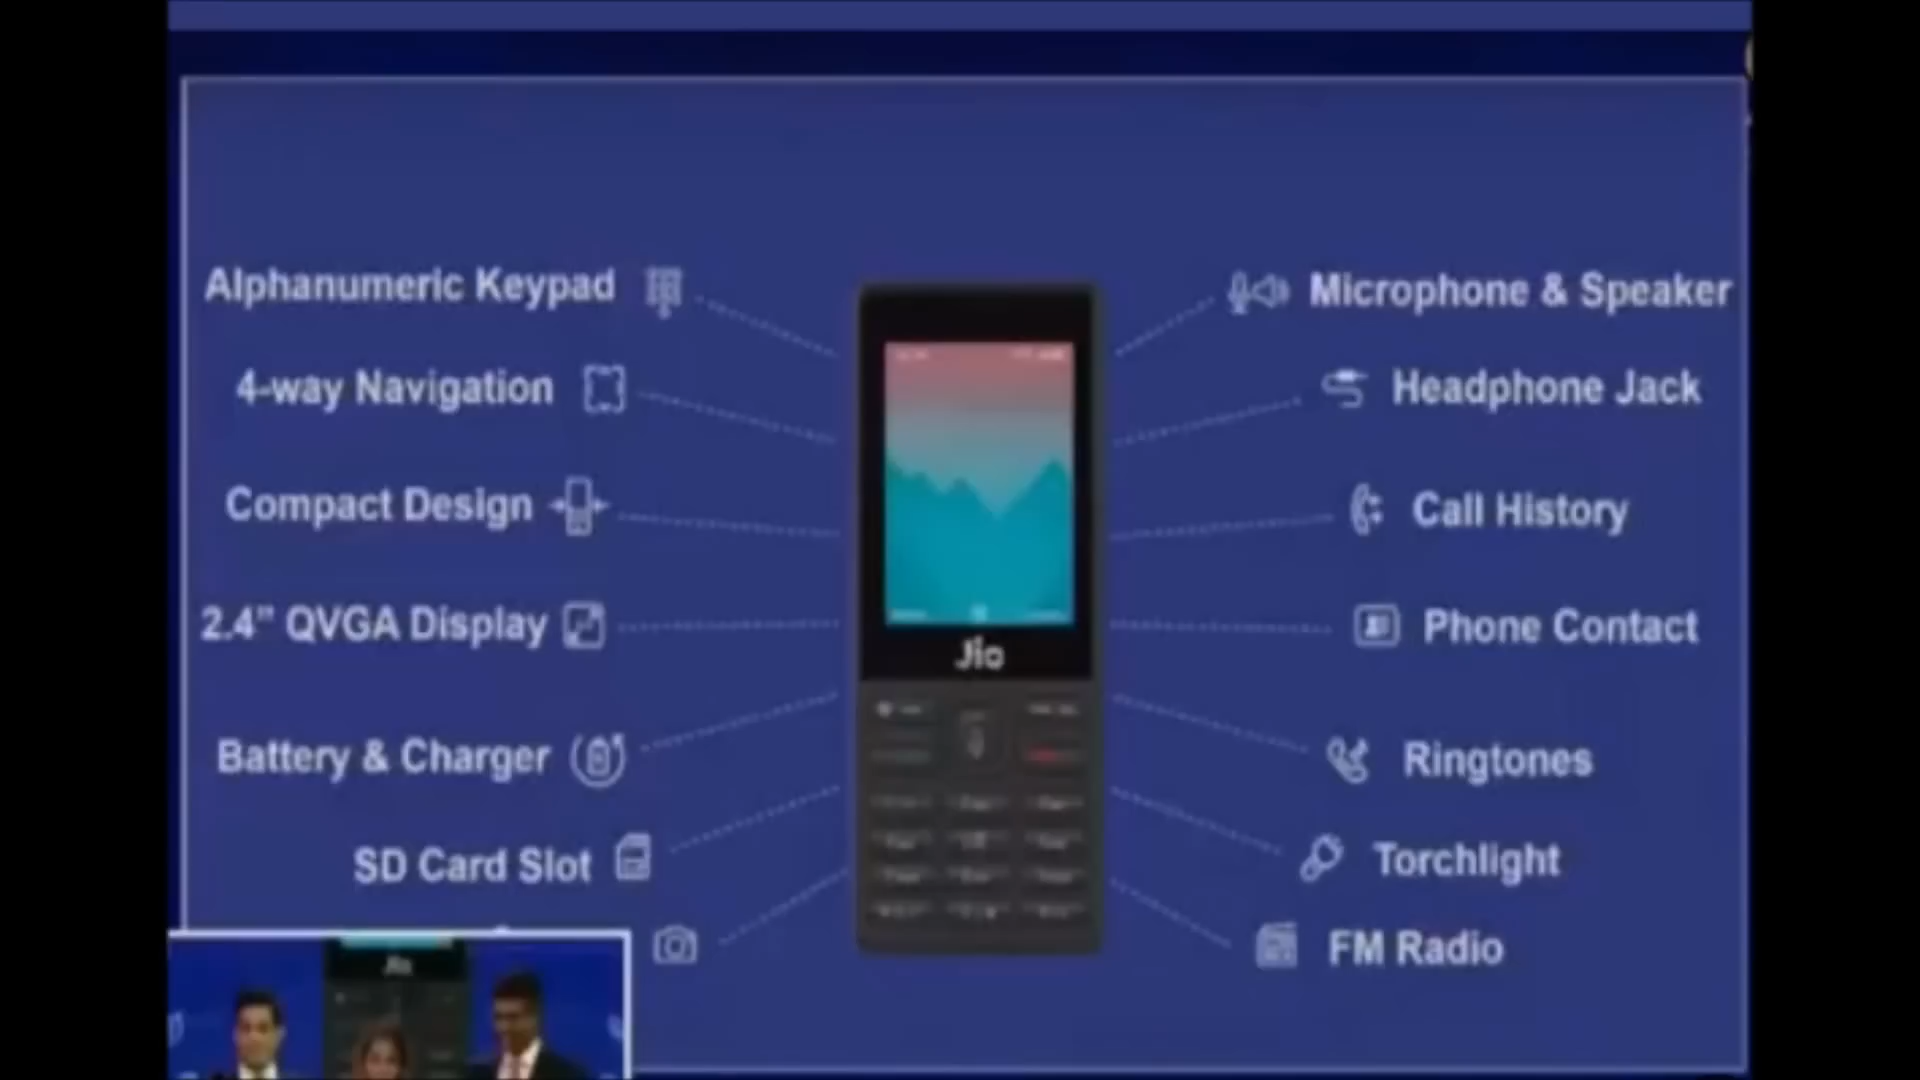 Alphanumeric Keypad
4-way Navigation
Compact Design
2.4" QVGA Display
Battery & Charger
SD Card Slot
Jio
Microphone & Speaker
Headphone Jack
Call History
Phone Contact
Ringtones
Torchlight
FM Radio
Jio